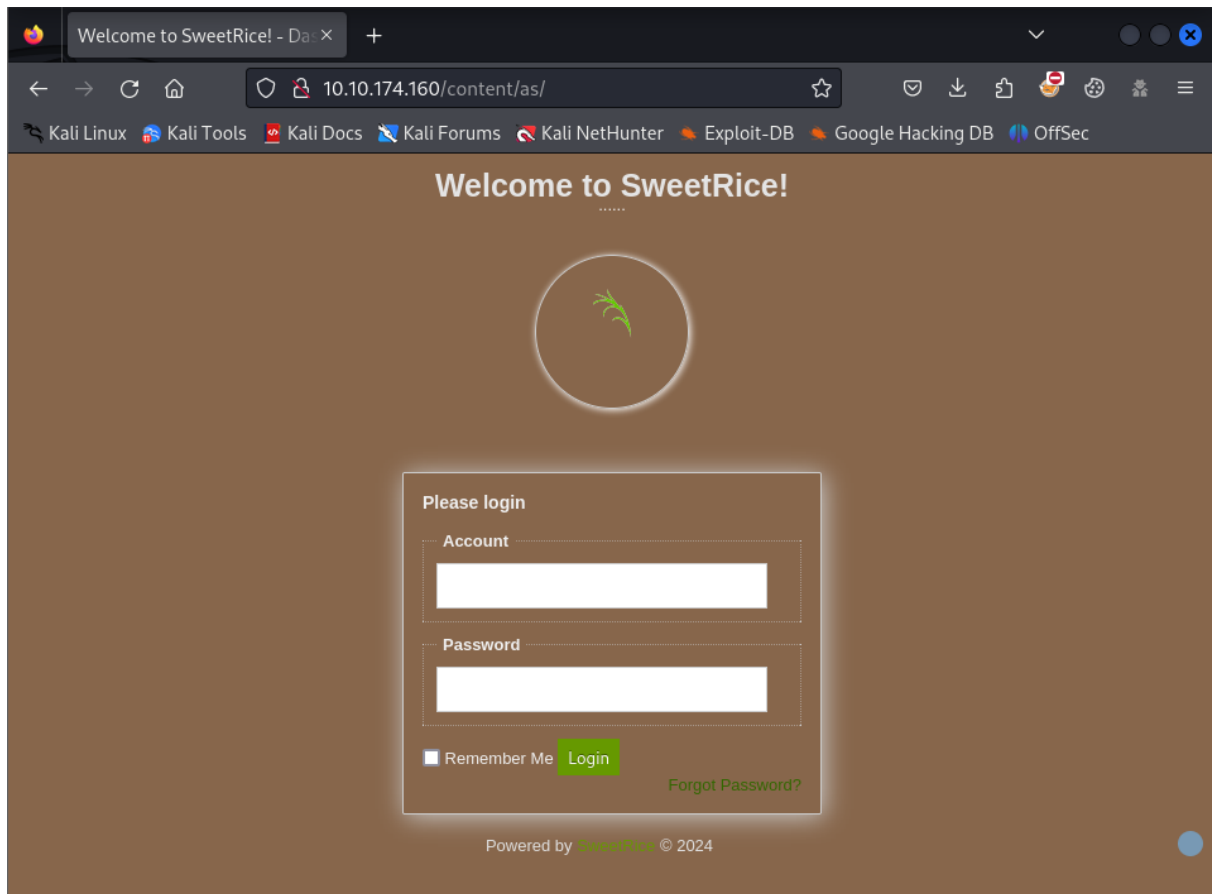 Welcome to SweetRice! - Das
10.10.174.160/content/as/
Kali Linux Kali Tools Kali Docs Kali Forums Kali NetHunter Exploit-DB Google Hacking DB OffSec
Welcome to SweetRice!
Please login
Account
Password
Remember Me Login
Forgot Password?
Powered by SweetRice © 2024